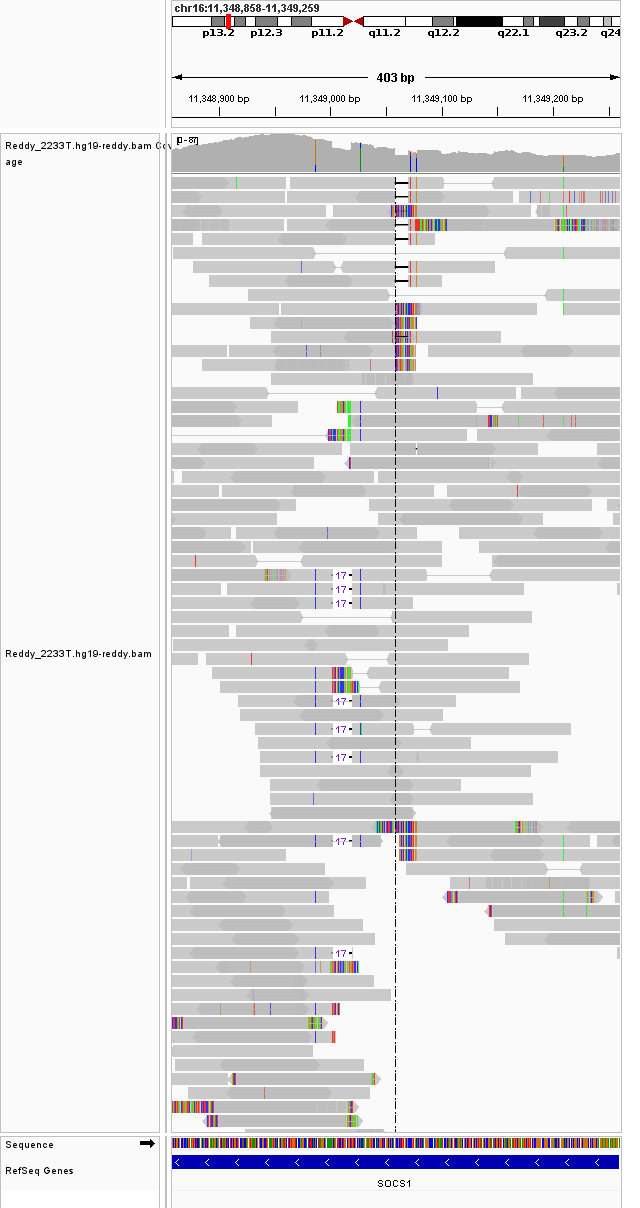 chr16:11,348,858-11,349,259
p13.2 p12.3 p11.2 q11.2 q12.2 q22.1 q23.2 q24
403 bp
11,348,900 bp 11,349,000 bp 11,349,100 bp 11,349,200 bp
Reddy_2233T.hg19-reddy.bam Cov
age
[0-87]
17
17
17
Reddy_2233T.hg19-reddy.bam
17
17
17
17
17
Sequence
RefSeq Genes
SOCS1